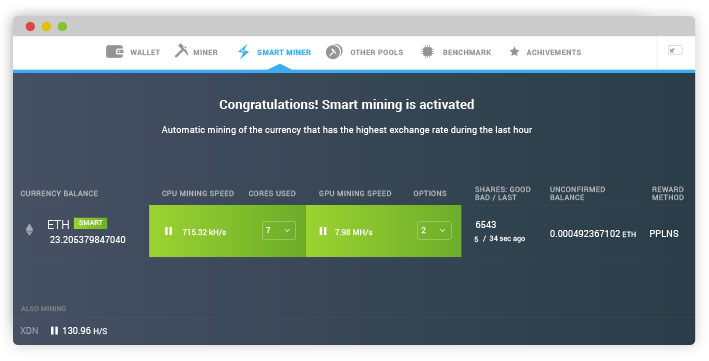 WALLET MINER SMART MINER OTHER POOLS BENCHMARK ACHIVEMENTS
Congratulations! Smart mining is activated
Automatic mining of the currency that has the highest exchange rate during the last hour
CURRENCY BALANCE CPU MINING SPEED CORES USED GPU MINING SPEED OPTIONS SHARES: GOOD BAD / LAST UNCONFIRMED BALANCE REWARD METHOD
ETH SMART
23.205379847040
715.32 kH/s 7 7.98 MH/s 2
6543
5 / 34 sec ago
0.000492367102 ETH PPLNS
ALSO MINING
XDN 130.96 H/S